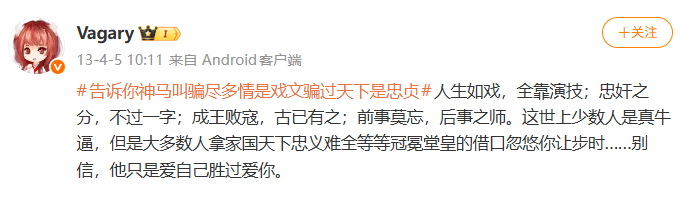 Vagary
I
+关注
13-4-5 10:11 来自 Android客户端
#告诉你神马叫骗尽多情是戏文骗过天下是忠贞#人生如戏，全靠演技；忠奸之
分，不过一字；成王败寇，古已有之；前事莫忘，后事之师。这世上少数人是真牛
逼，但是大多数人拿家国天下忠义难全等等冠冕堂皇的借口忽悠你让步时......别
信，他只是爱自己胜过爱你。